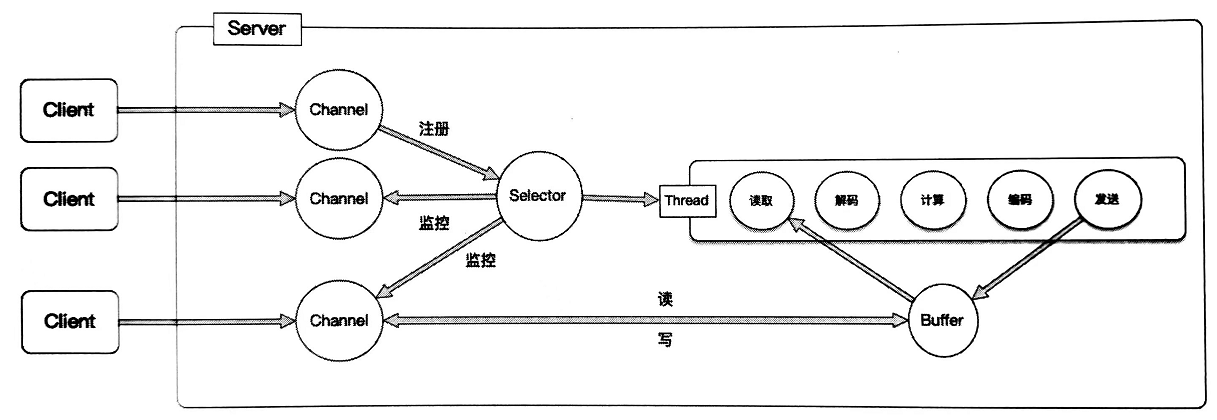 Server
Client
Channel
注册
Client
Channel
Selector
Thread
读取
解码
计算
编码
发送
监控
监控
Client
Channel
读
写
Buffer